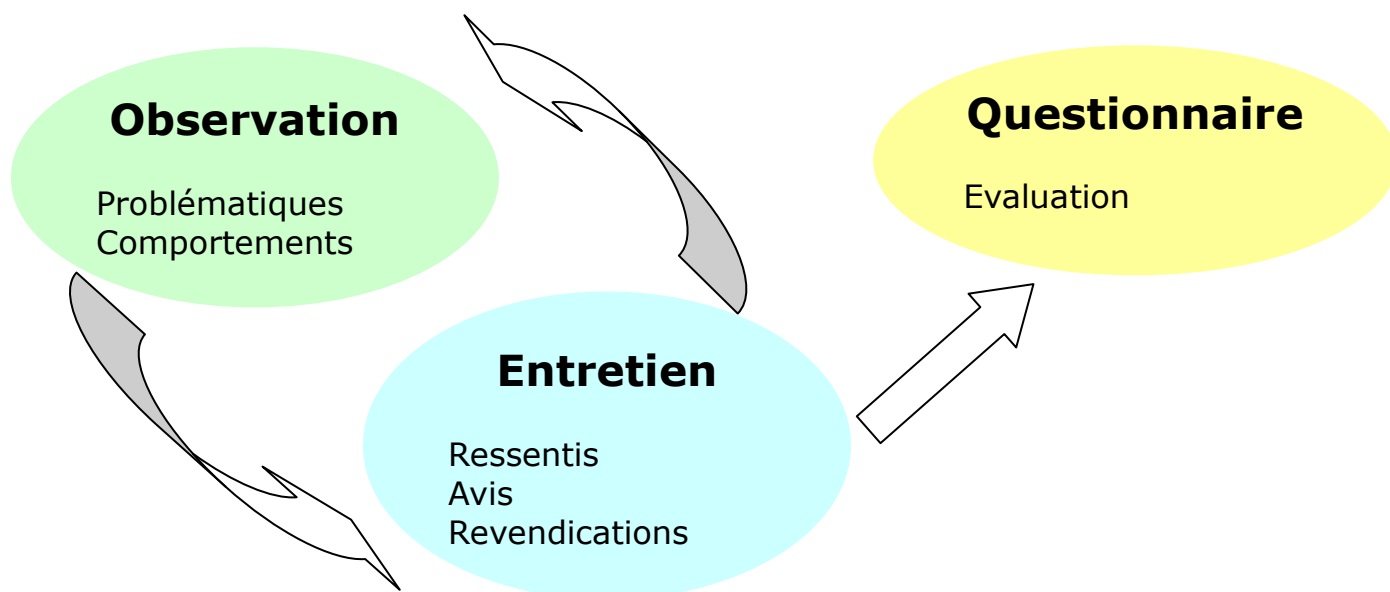 Observation
Problématiques
Comportements
Questionnaire
Evaluation
Entretien
Ressentis
Avis
Revendications